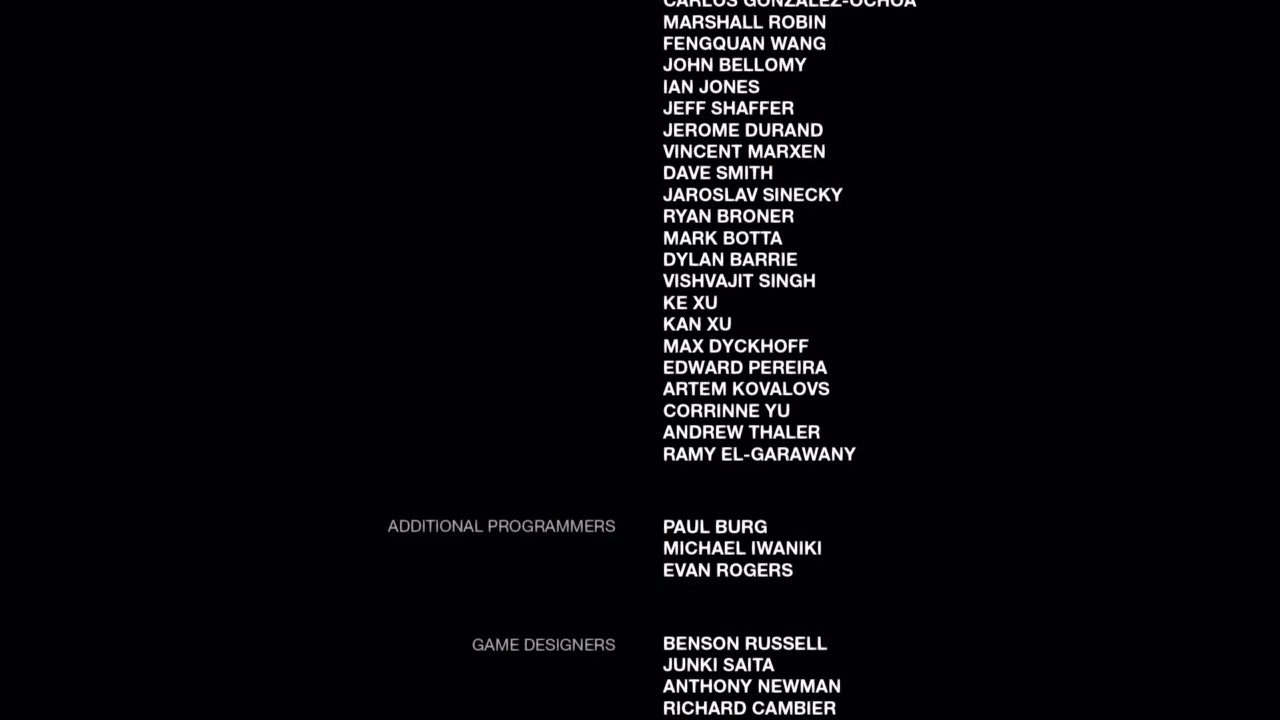 CARLOS GONZALEZ-OCHOA
MARSHALL ROBIN
FENGQUAN WANG
JOHN BELLOMY
IAN JONES
JEFF SHAFFER
JEROME DURAND
VINCENT MARXEN
DAVE SMITH
JAROSLAV SINECKY
RYAN BRONER
MARK BOTTA
DYLAN BARRIE
VISHVAJIT SINGH
KE XU
KAN XU
MAX DYCKHOFF
EDWARD PEREIRA
ARTEM KOVALOVS
CORRINNE YU
ANDREW THALER
RAMY EL-GARAWANY
ADDITIONAL PROGRAMMERS PAUL BURG
MICHAEL IWANIKI
EVAN ROGERS
GAME DESIGNERS BENSON RUSSELL
JUNKI SAITA
ANTHONY NEWMAN
RICHARD CAMBIER